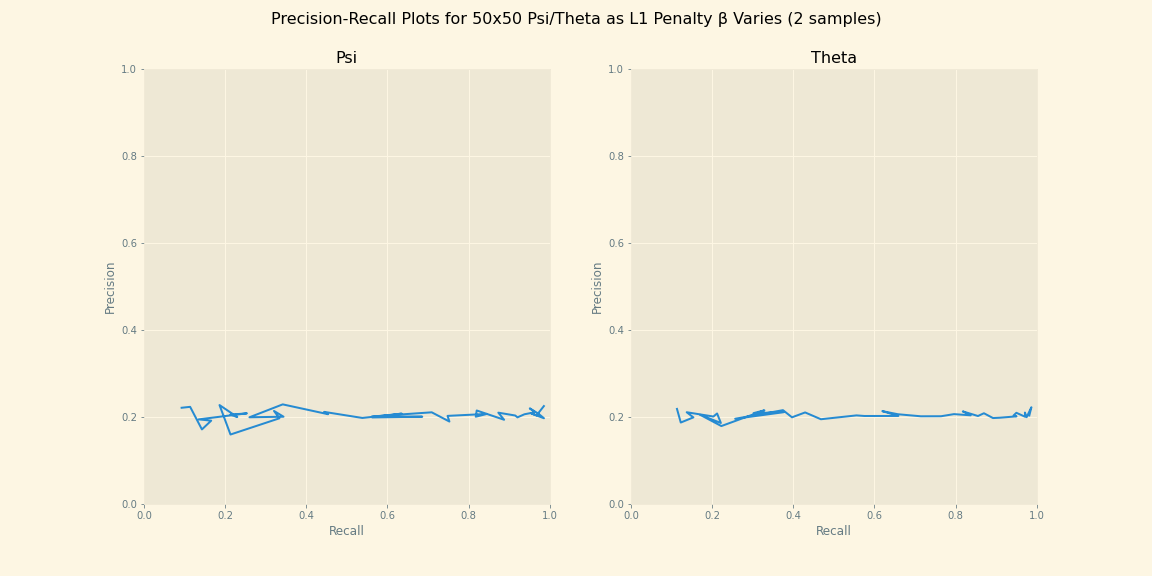 Precision-Recall Plots for 50x50 Psi/Theta as L1 Penalty β Varies (2 samples)
Psi
Theta
1.0
0.8
0.6
0.4
0.2
0.0
Precision
0.0 0.2 0.4 0.6 0.8 1.0
Recall
1.0
0.8
0.6
0.4
0.2
0.0
Precision
0.0 0.2 0.4 0.6 0.8 1.0
Recall